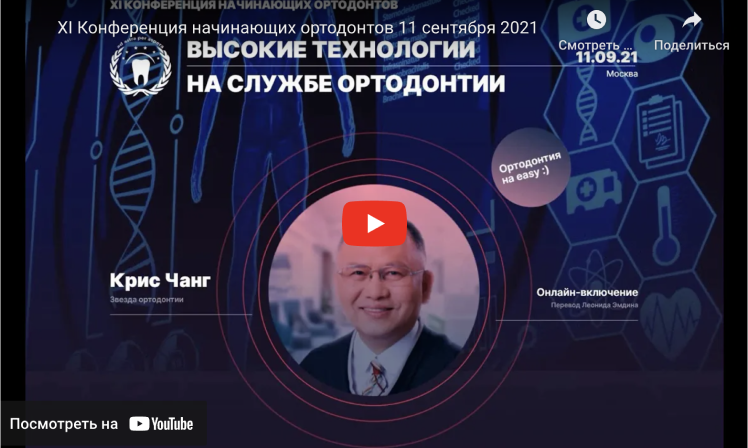 XI КОНФЕРЕНЦИЯ НАЧИНАЮЩИХ ОРТОДОНТОВ
XI Конференция начинающих ортодонтов 11 сентября 2021
Смотреть ...
Поделиться
ВЫСОКИЕ ТЕХНОЛОГИИ
НА СЛУЖБЕ ОРТОДОНТИИ
11.09.21
Москва
Ортодонтия
на easy :)
Крис Чанг
Звезда ортодонтии
Онлайн-включение
Перевод Леонида Эмдина
Посмотреть на YouTube